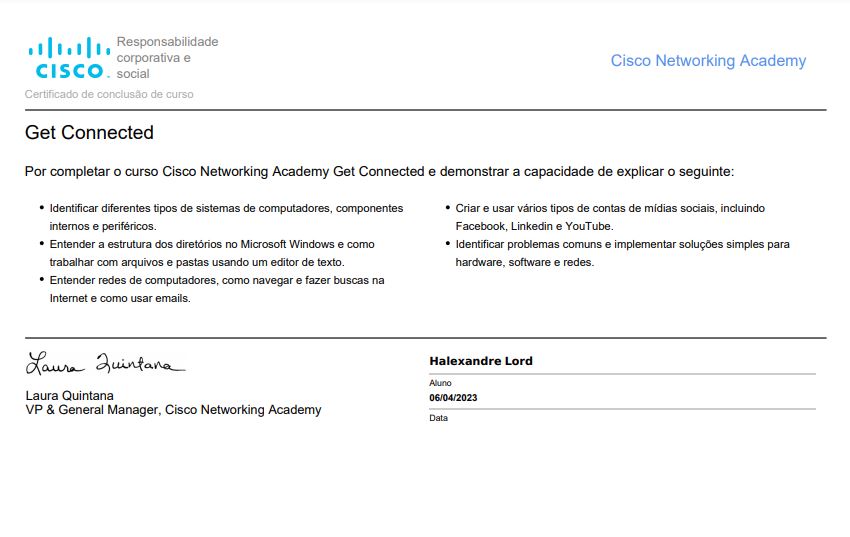 Responsabilidade
corporativa e
social
CISCO.
Certificado de conclusão de curso
Cisco Networking Academy
Get Connected
Por completar o curso Cisco Networking Academy Get Connected e demonstrar a capacidade de explicar o seguinte:
• Identificar diferentes tipos de sistemas de computadores, componentes
internos e periféricos.
• Entender a estrutura dos diretórios no Microsoft Windows e como
trabalhar com arquivos e pastas usando um editor de texto.
• Entender redes de computadores, como navegar e fazer buscas na
Internet e como usar emails.
• Criar e usar vários tipos de contas de mídias sociais, incluindo
Facebook, Linkedin e YouTube.
• Identificar problemas comuns e implementar soluções simples para
hardware, software e redes.
Laura Quintana
Laura Quintana
VP & General Manager, Cisco Networking Academy
Halexandre Lord
Aluno
06/04/2023
Data